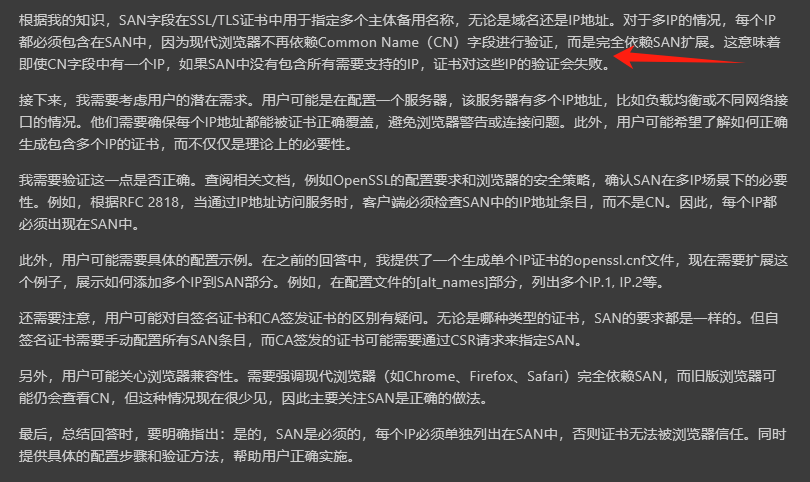 根据我的知识，SAN字段在SSL/TLS证书中用于指定多个主体备用名称，无论是域名还是IP地址。对于多IP的情况，每个IP
都必须包含在SAN中，因为现代浏览器不再依赖Common Name（CN）字段进行验证，而是完全依赖SAN扩展。这意味着
即使CN字段中有一个IP，如果SAN中没有包含所有需要支持的IP，证书对这些IP的验证会失败。
接下来，我需要考虑用户的潜在需求。用户可能是在配置一个服务器，该服务器有多个IP地址，比如负载均衡或不同网络接
口的情况。他们需要确保每个IP地址都能被证书正确覆盖，避免浏览器警告或连接问题。此外，用户可能希望了解如何正确
生成包含多个IP的证书，而不仅仅是理论上的必要性。
我需要验证这一点是否正确。查阅相关文档，例如OpenSSL的配置要求和浏览器的安全策略，确认SAN在多IP场景下的必要
性。例如，根据RFC 2818，当通过IP地址访问服务时，客户端必须检查SAN中的IP地址条目，而不是CN。因此，每个IP都
必须出现在SAN中。
此外，用户可能需要具体的配置示例。在之前的回答中，我提供了一个生成单个IP证书的openssl.cnf文件，现在需要扩展这
个例子，展示如何添加多个IP到SAN部分。例如，在配置文件的[alt_names]部分，列出多个IP.1, IP.2等。
还需要注意，用户可能对自签名证书和CA签发证书的区别有疑问。无论是哪种类型的证书，SAN的要求都是一样的。但自
签名证书需要手动配置所有SAN条目，而CA签发的证书可能需要通过CSR请求来指定SAN。
另外，用户可能关心浏览器兼容性。需要强调现代浏览器（如Chrome、Firefox、Safari）完全依赖SAN，而旧版浏览器可
能仍会查看CN，但这种情况现在很少见，因此主要关注SAN是正确的做法。
最后，总结回答时，要明确指出：是的，SAN是必须的，每个IP必须单独列出在SAN中，否则证书无法被浏览器信任。同时
提供具体的配置步骤和验证方法，帮助用户正确实施。